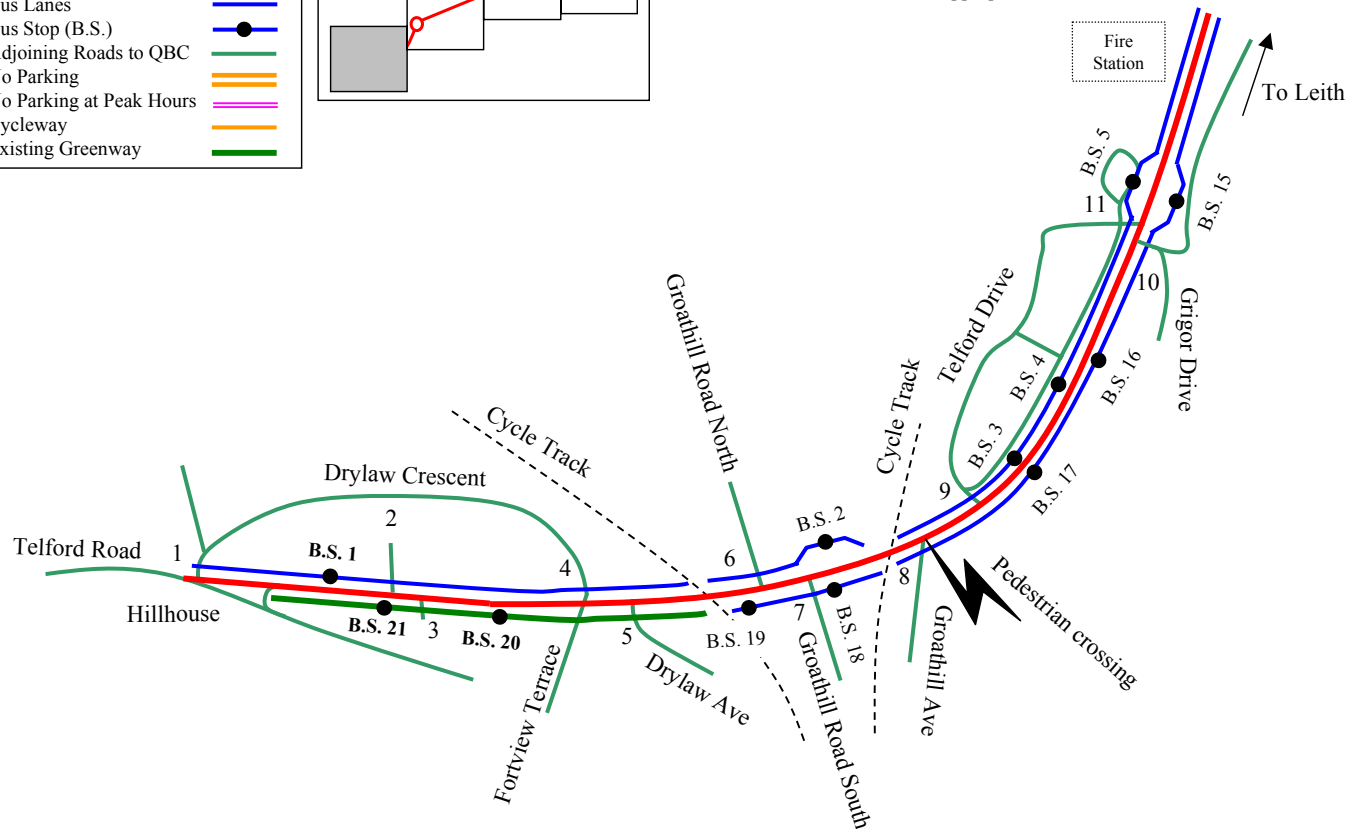 us Lanes
us Stop (B.S.)
djoining Roads to QBC
o Parking
o Parking at Peak Hours
ycleway
xisting Greenway
Fire
Station
To Leith
B.S. 5
11
B.S. 15
10
Grigor Drive
Telford Drive
B.S. 4
B.S. 16
B.S. 3
9
B.S. 17
Groathill Road North
Cycle Track
Cycle Track
Drylaw Crescent
2
B.S. 2
Telford Road
1
B.S. 1
4
6
8
Pedestrian crossing
Hillhouse
B.S. 21
3
B.S. 20
5
B.S. 19
7
B.S. 18
Drylaw Ave
Fortview Terrace
Groathill Road South
Groathill Ave